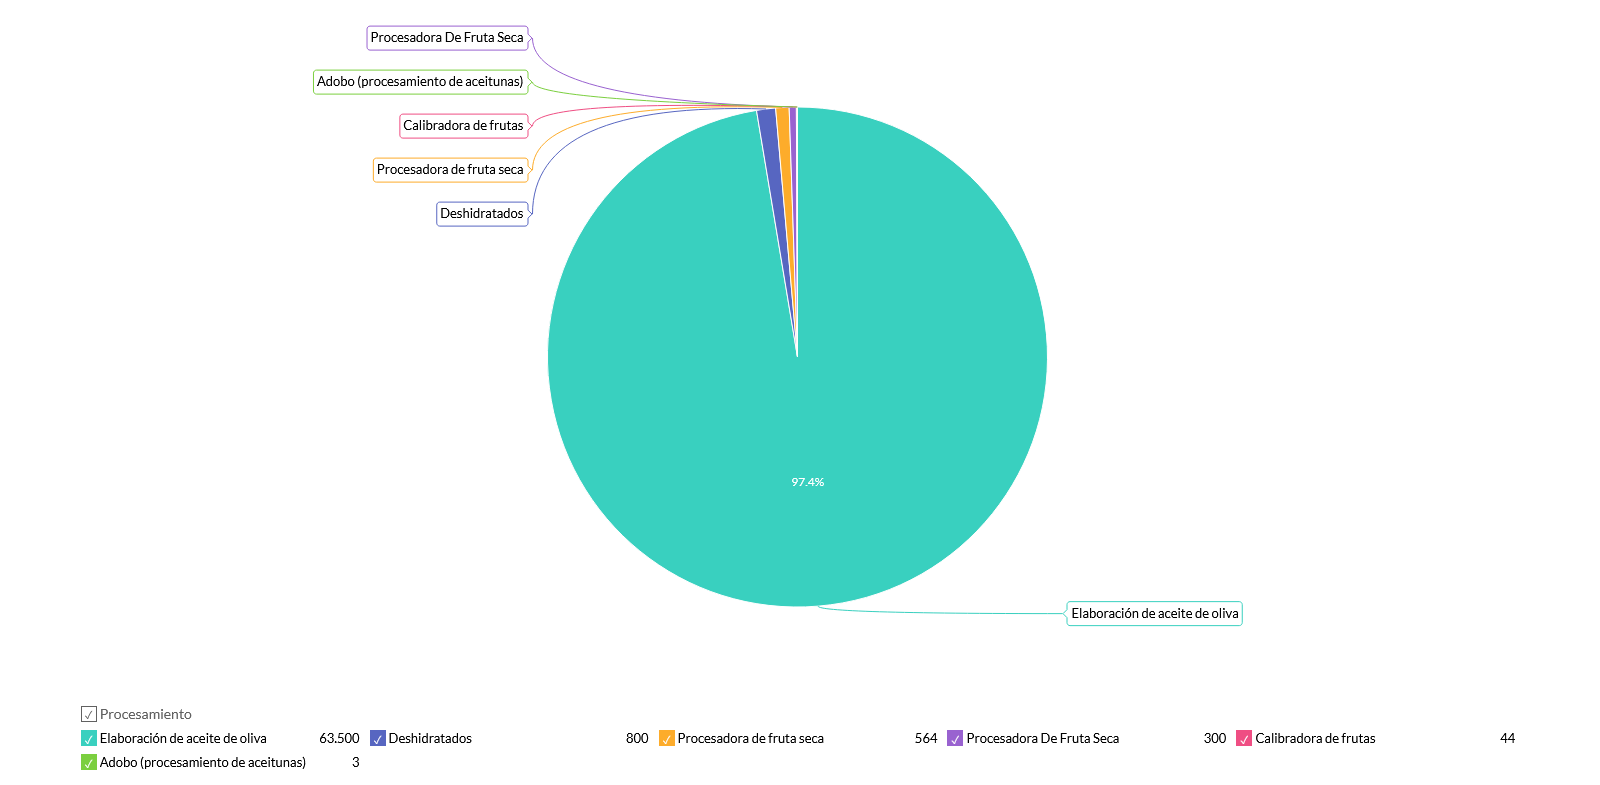 Procesadora De Fruta Seca
Adobo (procesamiento de aceitunas)
Calibradora de frutas
Procesadora de fruta seca
Deshidratados
97.4%
Elaboración de aceite de oliva
Procesamiento
Elaboración de aceite de oliva 63.500 Deshidratados 800 Procesadora de fruta seca 564 Procesadora De Fruta Seca 300 Calibradora de frutas 44
Adobo (procesamiento de aceitunas) 3